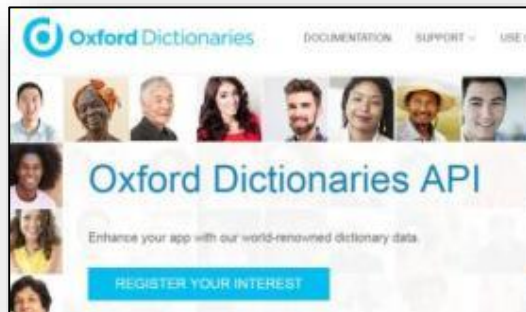 Oxford Dictionaries
DOCUMENTATION SUPPORT USE
Oxford Dictionaries API
Enhance your app with our world-renowned dictionary data.
REGISTER YOUR INTEREST